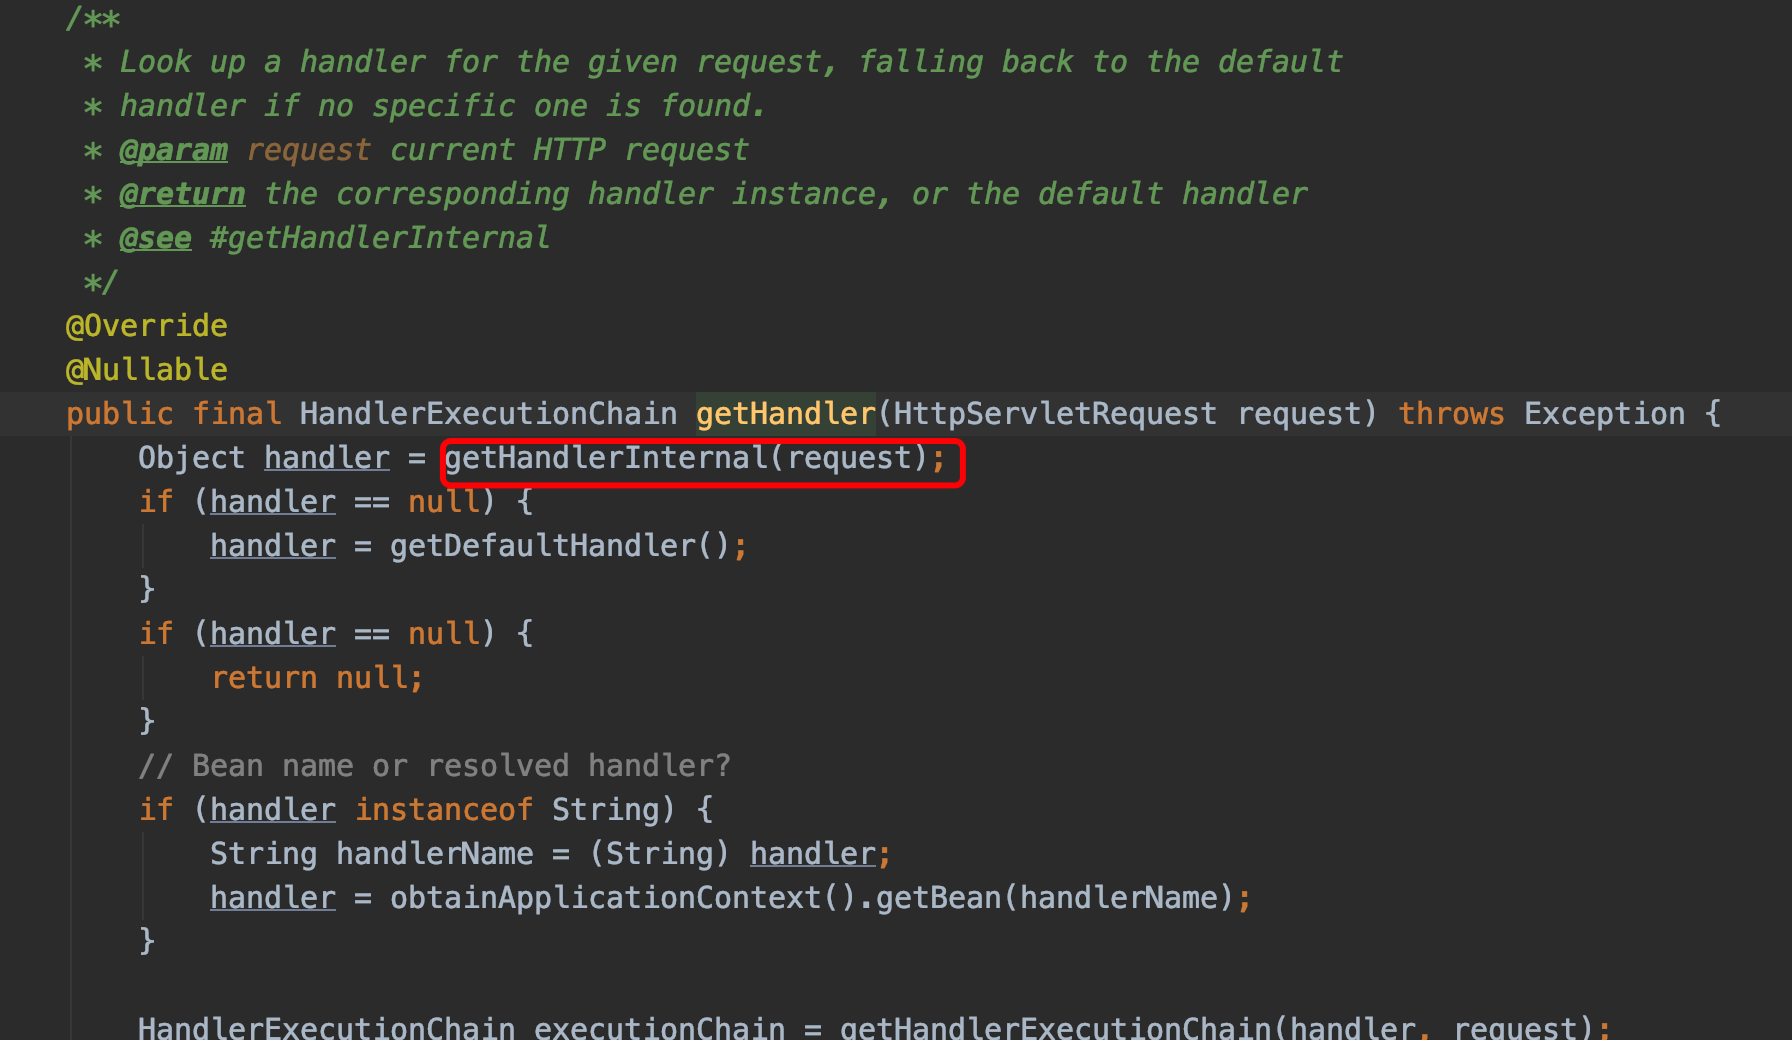 /**
* Look up a handler for the given request, falling back to the default
* handler if no specific one is found.
* @param request current HTTP request
* @return the corresponding handler instance, or the default handler
* @see #getHandlerInternal
*/
@Override
@Nullable
public final HandlerExecutionChain getHandler(HttpServletRequest request) throws Exception {
Object handler = getHandlerInternal(request);
if (handler == null) {
handler = getDefaultHandler();
}
if (handler == null) {
return null;
}
// Bean name or resolved handler?
if (handler instanceof String) {
String handlerName = (String) handler;
handler = obtainApplicationContext().getBean(handlerName);
}
HandlerExecutionChain executionChain = getHandlerExecutionChain(handler, request);